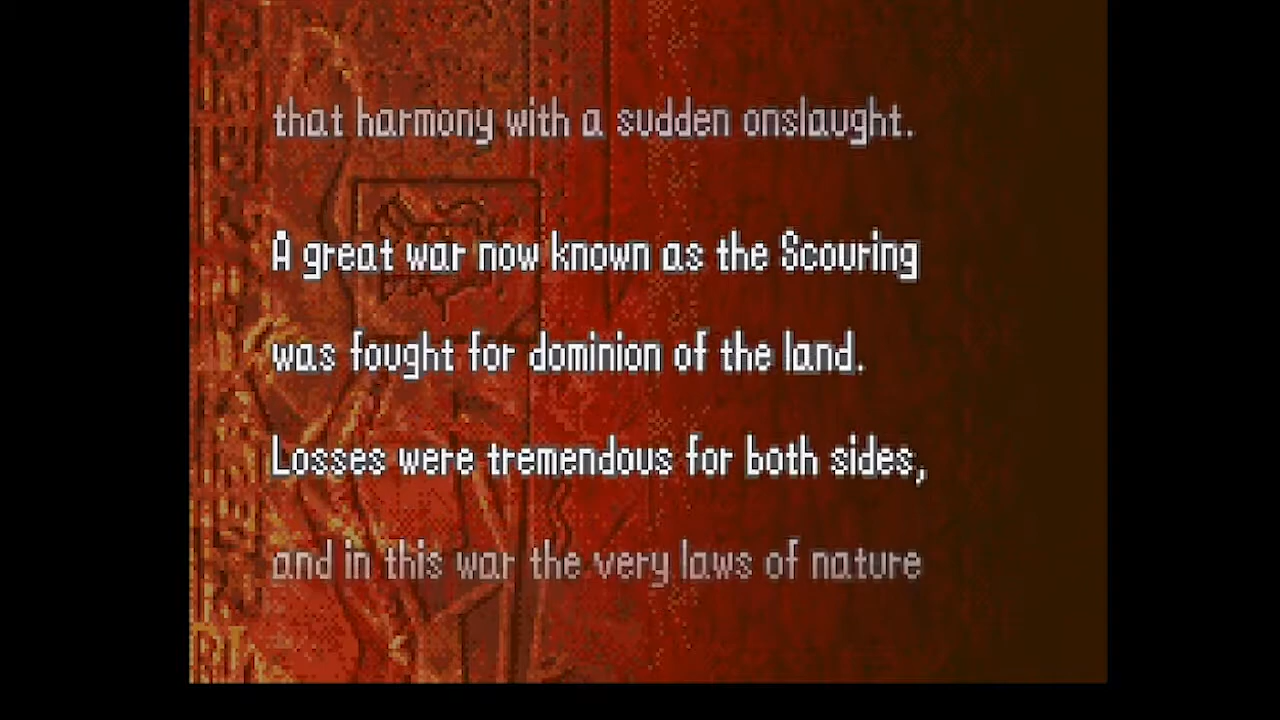 that harmony with a sudden onslaught.
A great war now known as the Scouring
was fought for dominion of the land.
Losses were tremendous for both sides,
and in this war the very laws of nature